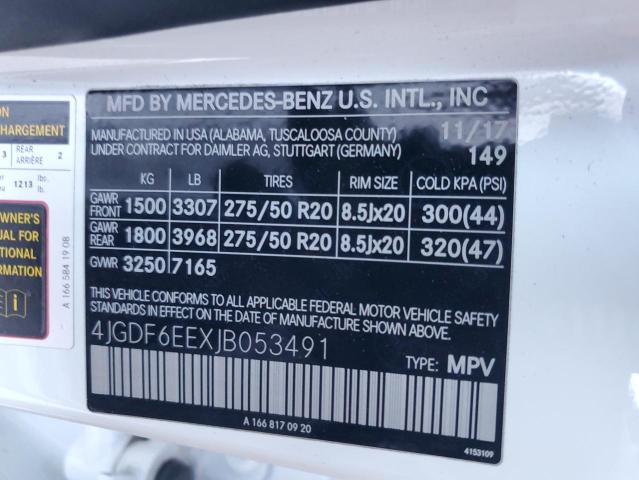 ON
HARGEMENT
3 REAR ARRIÈRE 2
1213 lbs. lb.
WNER'S
UAL FOR
TIONAL
RMATION
A 166 584 19 08
MFD BY MERCEDES-BENZ U.S. INTL., INC
MANUFACTURED IN USA (ALABAMA, TUSCALOOSA COUNTY) 11/17
UNDER CONTRACT FOR DAIMLER AG, STUTTGART (GERMANY) 149
KG LB TIRES RIM SIZE COLD KPA (PSI)
GAWR FRONT 1500 3307 275/50 R20 8.5Jx20 300(44)
GAWR REAR 1800 3968 275/50 R20 8.5Jx20 320(47)
GVWR 3250 7165
THIS VEHICLE CONFORMS TO ALL APPLICABLE FEDERAL MOTOR VEHICLE SAFETY
STANDARDS IN EFFECT ON THE DATE OF MANUFACTURE SHOWN ABOVE.
4JGDF6EEXJB053491
TYPE: MPV
A 166 817 09 20
4153109